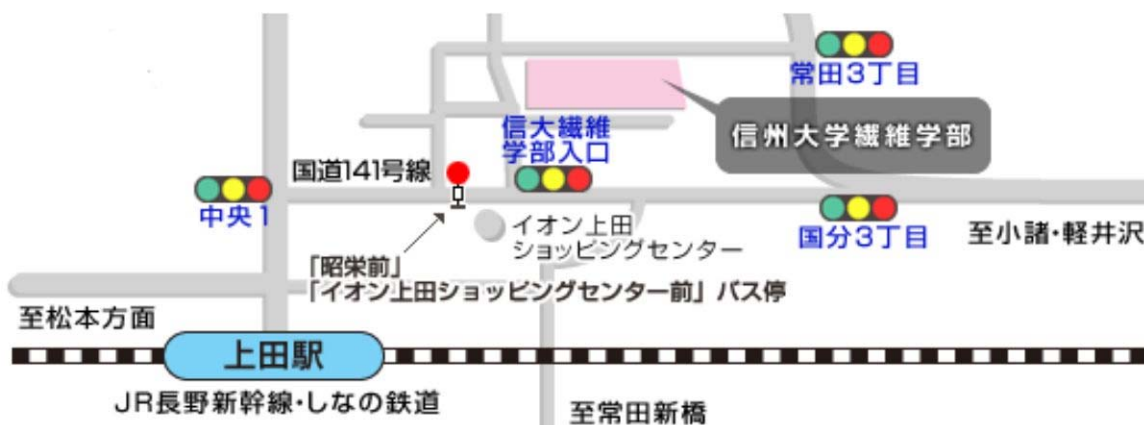 常田3丁目
信州大学繊維学部
信大繊維
学部入口
国道141号線
中央1
イオン上田
ショッピングセンター
国分3丁目
至小諸・軽井沢
「昭栄前」
「イオン上田ショッピングセンター前」バス停
至松本方面
上田駅
JR長野新幹線・しなの鉄道
至常田新橋